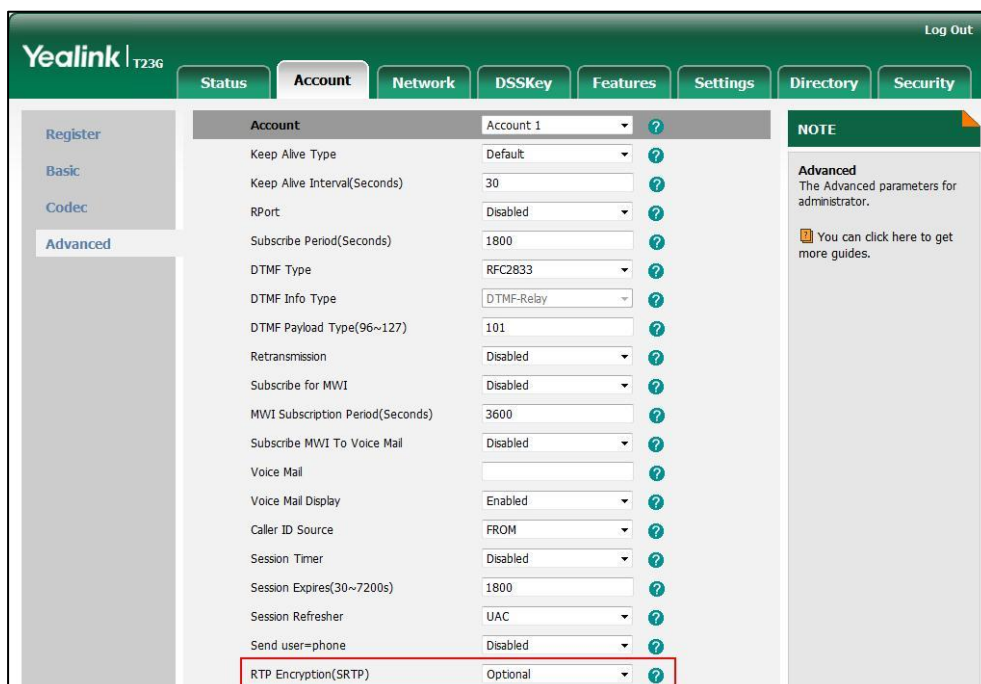 Log Out
Yealink T23G
Status Account Network DSSKey Features Settings Directory Security
Register
Basic
Codec
Advanced
Account Account 1 ?
Keep Alive Type Default ?
Keep Alive Interval(Seconds) 30 ?
RPort Disabled ?
Subscribe Period(Seconds) 1800 ?
DTMF Type RFC2833 ?
DTMF Info Type DTMF-Relay ?
DTMF Payload Type(96~127) 101 ?
Retransmission Disabled ?
Subscribe for MWI Disabled ?
MWI Subscription Period(Seconds) 3600 ?
Subscribe MWI To Voice Mail Disabled ?
Voice Mail ?
Voice Mail Display Enabled ?
Caller ID Source FROM ?
Session Timer Disabled ?
Session Expires(30~7200s) 1800 ?
Session Refresher UAC ?
Send user=phone Disabled ?
RTP Encryption(SRTP) Optional ?
NOTE
Advanced
The Advanced parameters for
administrator.
? You can click here to get
more guides.